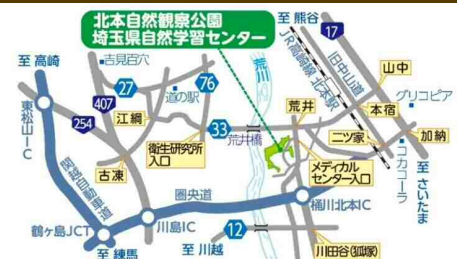 北本自然観察公園
埼玉県自然学習センター
至 熊谷
17
至 高崎
吉見百穴
荒川
JR高崎線 北本駅
旧中山道
山中
407
27
76
道の駅
グリコピア
東松山IC
254
江綱
33
荒井橋
荒井
本宿
衛生研究所
入口
二ツ家
加納
古凍
メディカル
センター入口
コカコーラ
関越自動車道
圏央道
至 さいたま
桶川北本IC
鶴ヶ島JCT
川島IC
12
至 練馬
至 川越
川田谷(狐塚)